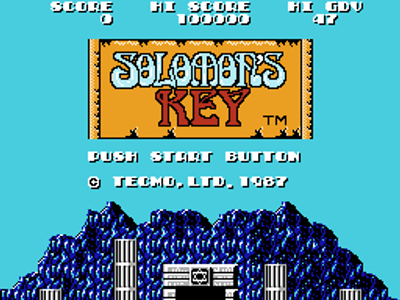 SCORE HI SCORE HI GDV
0 100000 47
SOLOMON'S
KEY TM
PUSH START BUTTON
© TECMO,LTD. 1987